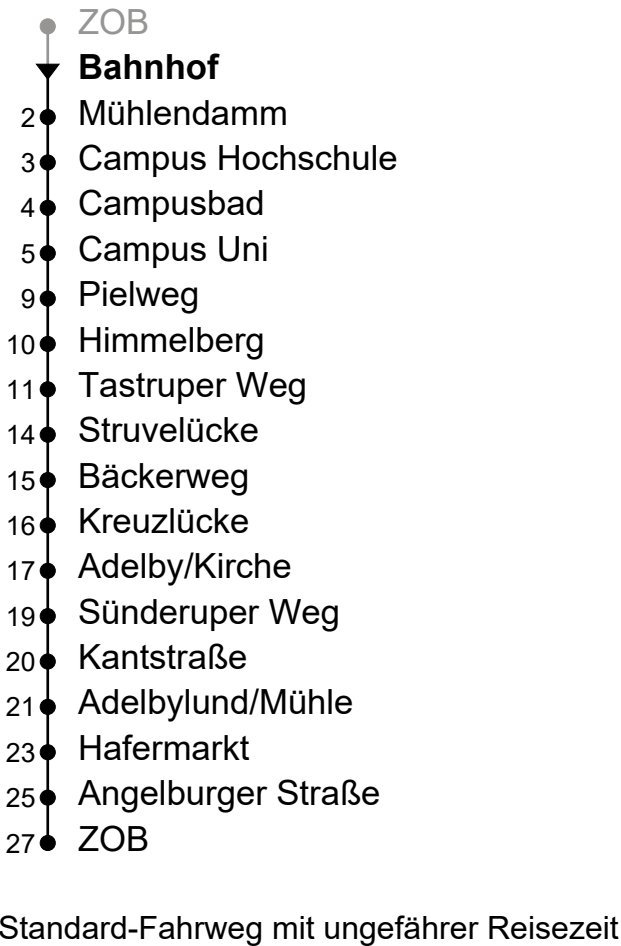 ZOB
Bahnhof
2 Mühlendamm
3 Campus Hochschule
4 Campusbad
5 Campus Uni
9 Pielweg
10 Himmelberg
11 Tastruper Weg
14 Struvelücke
15 Bäckerweg
16 Kreuzlücke
17 Adelby/Kirche
19 Sünderuper Weg
20 Kantstraße
21 Adelbylund/Mühle
23 Hafermarkt
25 Angelburger Straße
27 ZOB
Standard-Fahrweg mit ungefährer Reisezeit